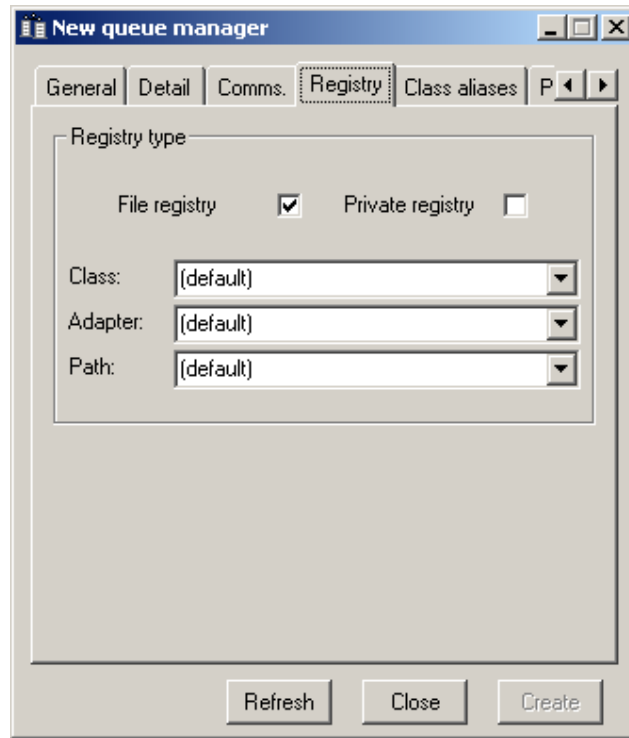 New queue manager
General Detail Comms. Registry Class aliases P
Registry type
File registry Private registry
Class: (default)
Adapter: (default)
Path: (default)
Refresh Close Create